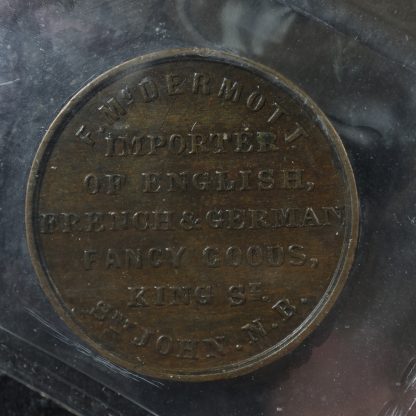 F. McDERMOTT
IMPORTER
OF ENGLISH,
FRENCH & GERMAN
FANCY GOODS,
KING ST.
ST. JOHN. N.B.